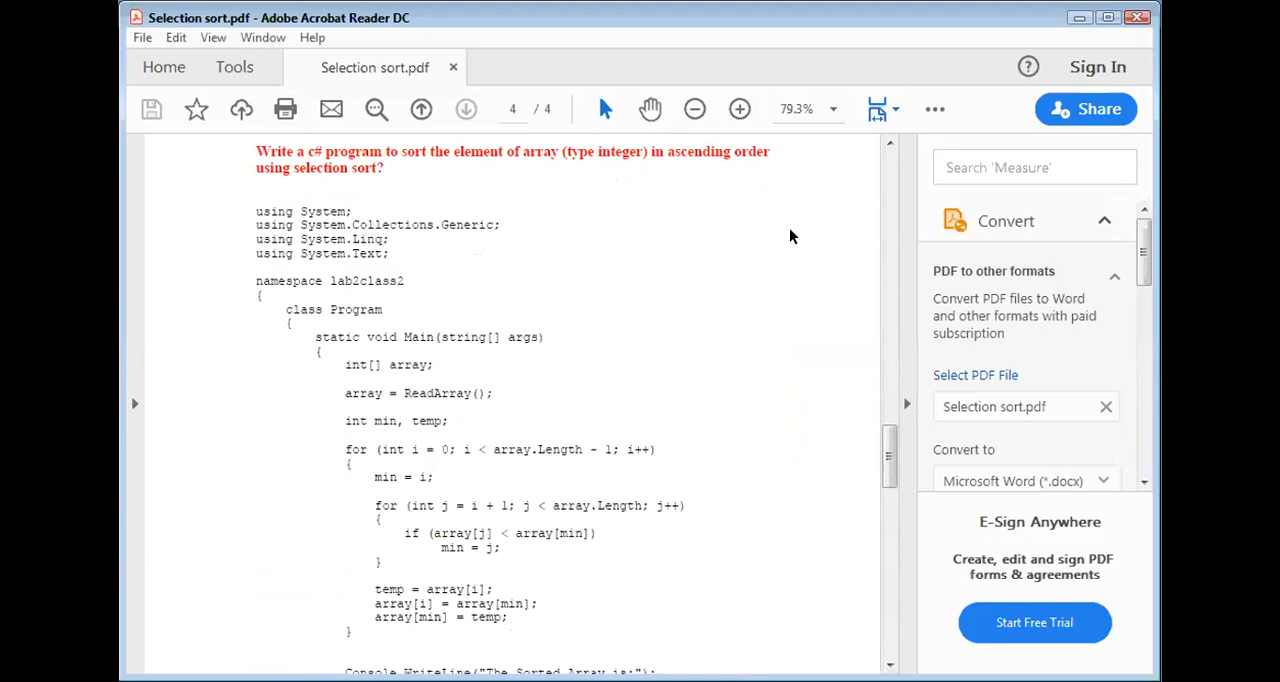 Selection sort.pdf - Adobe Acrobat Reader DC
File Edit View Window Help
Home Tools Selection sort.pdf × Sign In
4 / 4 79.3% Share
Write a c# program to sort the element of array (type integer) in ascending order
using selection sort?
using System;
using System.Collections.Generic;
using System.Linq;
using System.Text;
namespace lab2class2
{
class Program
{
static void Main(string[] args)
{
int[] array;
array = ReadArray();
int min, temp;
for (int i = 0; i < array.Length - 1; i++)
{
min = i;
for (int j = i + 1; j < array.Length; j++)
{
if (array[j] < array[min])
min = j;
}
temp = array[i];
array[i] = array[min];
array[min] = temp;
}
Console.WriteLine("The Sorted Array is:");
Search 'Measure'
Convert
PDF to other formats
Convert PDF files to Word
and other formats with paid
subscription
Select PDF File
Selection sort.pdf
Convert to
Microsoft Word (*.docx)
E-Sign Anywhere
Create, edit and sign PDF
forms & agreements
Start Free Trial